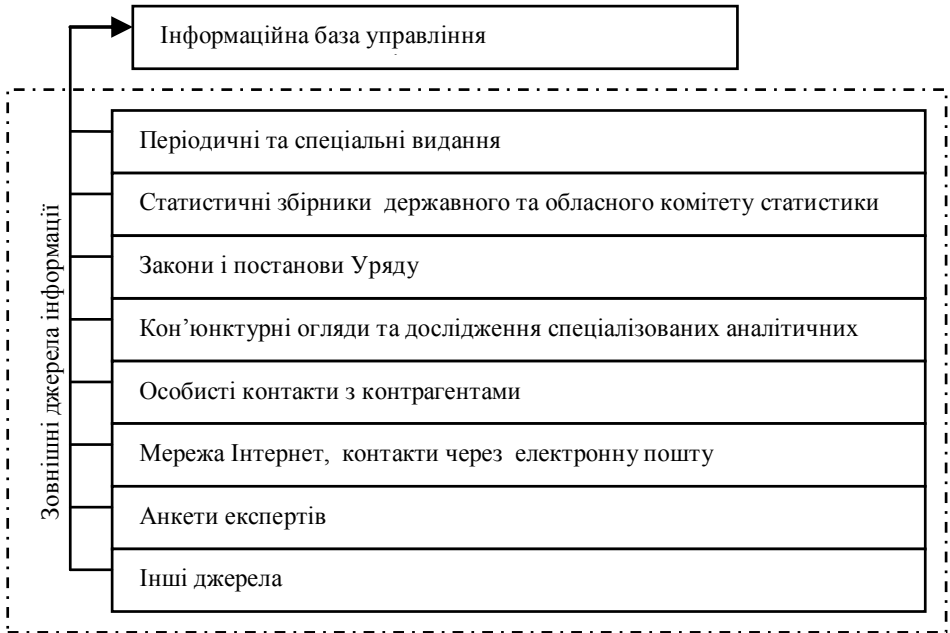 Інформаційна база управління
Періодичні та спеціальні видання
Статистичні збірники державного та обласного комітету статистики
Закони і постанови Уряду
Кон’юнктурні огляди та дослідження спеціалізованих аналітичних
Особисті контакти з контрагентами
Мережа Інтернет, контакти через електронну пошту
Анкети експертів
Інші джерела
Зовнішні джерела інформації